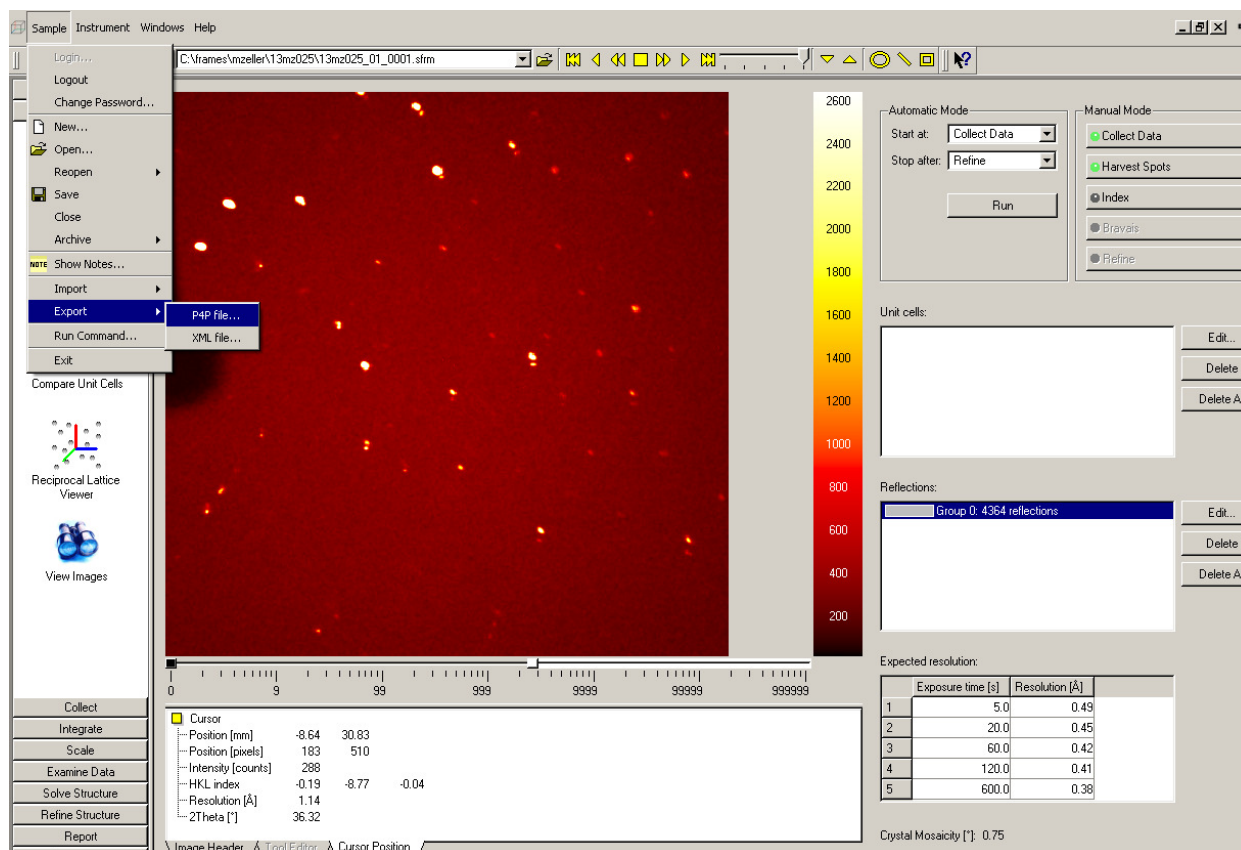 Sample Instrument Windows Help
Login...
Logout
Change Password...
New...
Open...
Reopen
Save
Close
Archive
NOTE Show Notes...
Import
Export
Run Command...
Exit
P4P file...
XML file...
C:\frames\mzeller\13mz025\13mz025_01_0001.sfrm
Compare Unit Cells
Reciprocal Lattice
Viewer
View Images
Collect
Integrate
Scale
Examine Data
Solve Structure
Refine Structure
Report
2600
2400
2200
2000
1800
1600
1400
1200
1000
800
600
400
200
0 9 99 999 9999 99999 999999
Cursor
Position [mm] -8.64 30.83
Position [pixels] 183 510
Intensity [counts] 288
HKL index -0.19 -8.77 -0.04
Resolution [Å] 1.14
2Theta [°] 36.32
Image Header Tool Editor Cursor Position
Automatic Mode
Start at: Collect Data
Stop after: Refine
Run
Manual Mode
Collect Data
Harvest Spots
Index
Bravais
Refine
Unit cells:
Edit...
Delete
Delete A
Reflections:
Group 0: 4364 reflections
Edit...
Delete
Delete A
Expected resolution:
Exposure time [s] Resolution [Å]
1 5.0 0.49
2 20.0 0.45
3 60.0 0.42
4 120.0 0.41
5 600.0 0.38
Crystal Mosaicity [°]: 0.75